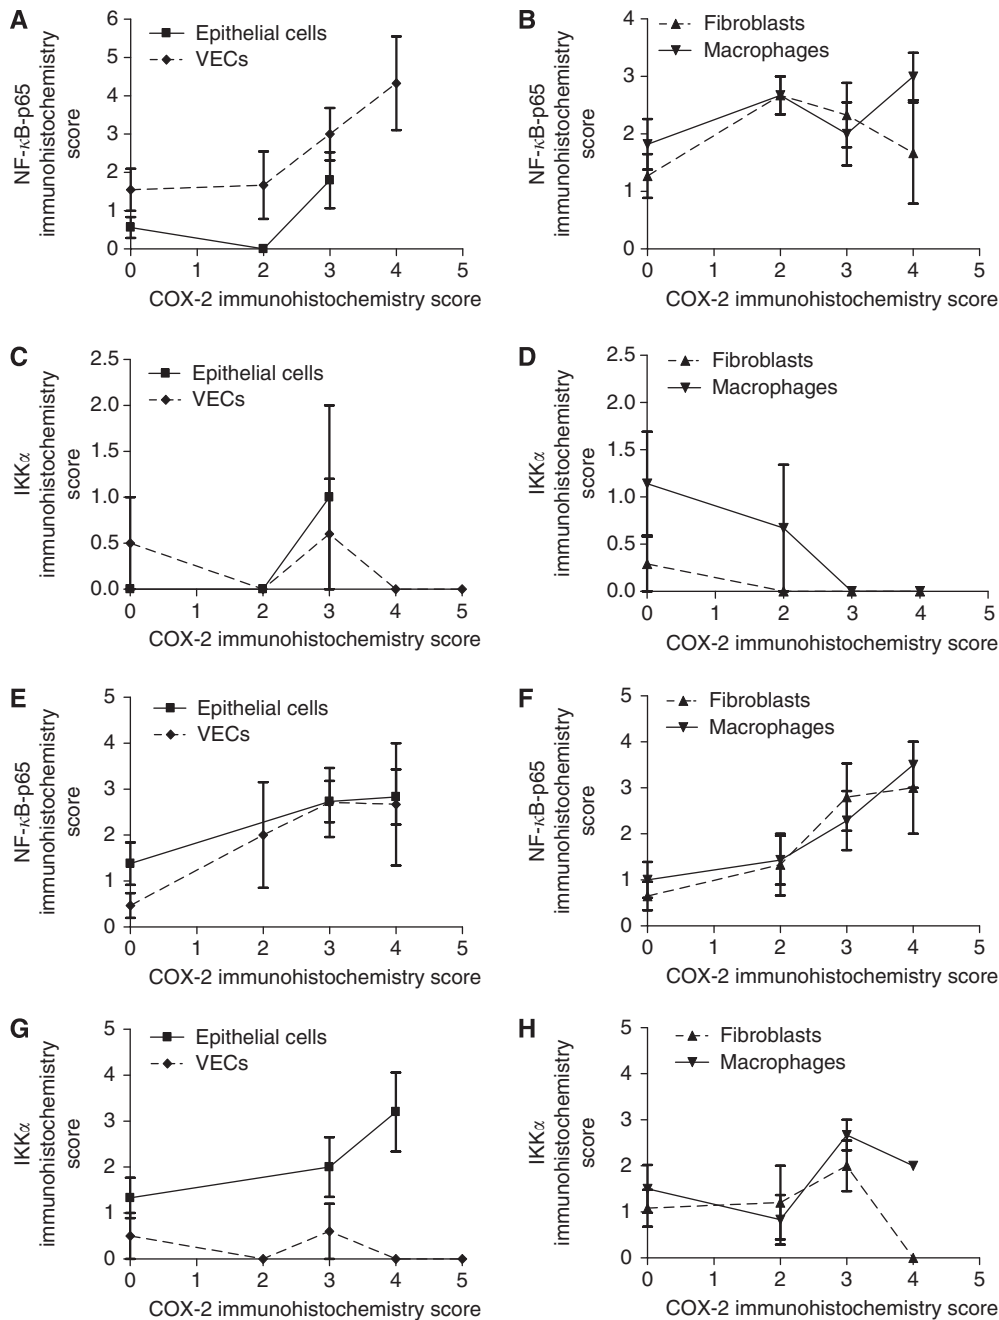 A
NF-κB-p65
immunohistochemistry
score
6
5
4
3
2
1
0
Epithelial cells
VECs
0 1 2 3 4 5
COX-2 immunohistochemistry score
B
NF-κB-p65
immunohistochemistry
score
4
3
2
1
0
Fibroblasts
Macrophages
0 1 2 3 4 5
COX-2 immunohistochemistry score
C
IKKα
immunohistochemistry
score
2.5
2.0
1.5
1.0
0.5
0.0
Epithelial cells
VECs
0 1 2 3 4 5
COX-2 immunohistochemistry score
D
IKKα
immunohistochemistry
score
2.5
2.0
1.5
1.0
0.5
0.0
Fibroblasts
Macrophages
0 1 2 3 4 5
COX-2 immunohistochemistry score
E
NF-κB-p65
immunohistochemistry
score
5
4
3
2
1
0
Epithelial cells
VECs
0 1 2 3 4 5
COX-2 immunohistochemistry score
F
NF-κB-p65
immunohistochemistry
score
5
4
3
2
1
0
Fibroblasts
Macrophages
0 1 2 3 4 5
COX-2 immunohistochemistry score
G
IKKα
immunohistochemistry
score
5
4
3
2
1
0
Epithelial cells
VECs
0 1 2 3 4 5
COX-2 immunohistochemistry score
H
IKKα
immunohistochemistry
score
5
4
3
2
1
0
Fibroblasts
Macrophages
0 1 2 3 4 5
COX-2 immunohistochemistry score